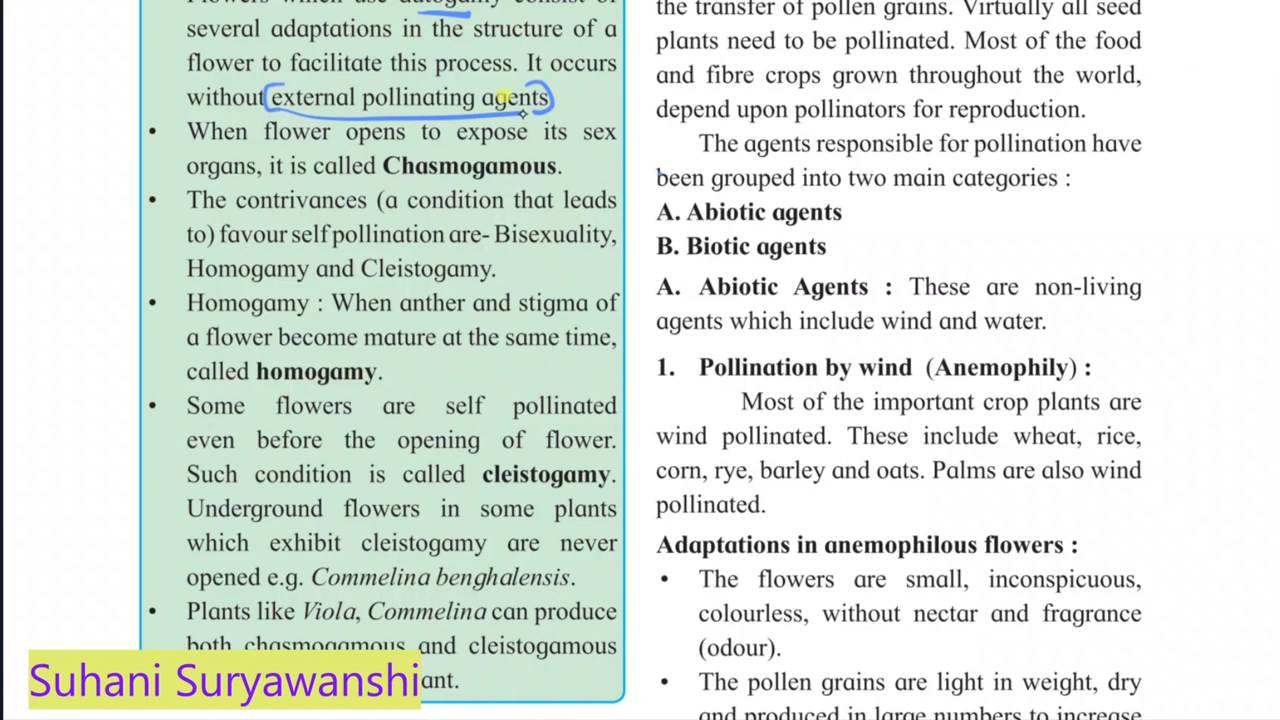 several adaptations in the structure of a
flower to facilitate this process. It occurs
without external pollinating agents
• When flower opens to expose its sex
organs, it is called Chasmogamous.
• The contrivances (a condition that leads
to) favour self pollination are- Bisexuality,
Homogamy and Cleistogamy.
• Homogamy : When anther and stigma of
a flower become mature at the same time,
called homogamy.
• Some flowers are self pollinated
even before the opening of flower.
Such condition is called cleistogamy.
Underground flowers in some plants
which exhibit cleistogamy are never
opened e.g. Commelina benghalensis.
• Plants like Viola, Commelina can produce
both chasmogamous and cleistogamous
ant.
Suhani Suryawanshi
the transfer of pollen grains. Virtually all seed
plants need to be pollinated. Most of the food
and fibre crops grown throughout the world,
depend upon pollinators for reproduction.
The agents responsible for pollination have
been grouped into two main categories :
A. Abiotic agents
B. Biotic agents
A. Abiotic Agents : These are non-living
agents which include wind and water.
1. Pollination by wind (Anemophily) :
Most of the important crop plants are
wind pollinated. These include wheat, rice,
corn, rye, barley and oats. Palms are also wind
pollinated.
Adaptations in anemophilous flowers :
• The flowers are small, inconspicuous,
colourless, without nectar and fragrance
(odour).
• The pollen grains are light in weight, dry
and produced in large numbers to increase